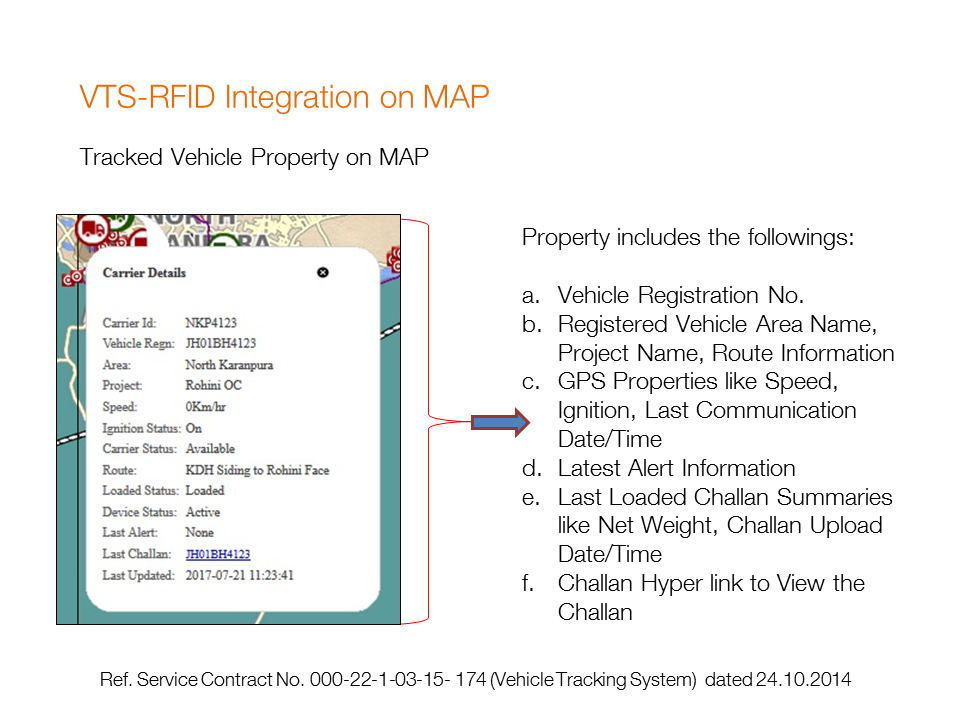 VTS-RFID Integration on MAP
Tracked Vehicle Property on MAP
NORTH
KARANPURA
Carrier Details
Carrier Id: NKP4123
Vehicle Regn: JH01BH4123
Area: North Karanpura
Project: Rohini OC
Speed: 0Km/hr
Ignition Status: On
Carrier Status: Available
Route: KDH Siding to Rohini Face
Loaded Status: Loaded
Device Status: Active
Last Alert: None
Last Challan: JH01BH4123
Last Updated: 2017-07-21 11:23:41
Property includes the followings:
a. Vehicle Registration No.
b. Registered Vehicle Area Name,
Project Name, Route Information
c. GPS Properties like Speed,
Ignition, Last Communication
Date/Time
d. Latest Alert Information
e. Last Loaded Challan Summaries
like Net Weight, Challan Upload
Date/Time
f. Challan Hyper link to View the
Challan
Ref. Service Contract No. 000-22-1-03-15- 174 (Vehicle Tracking System) dated 24.10.2014